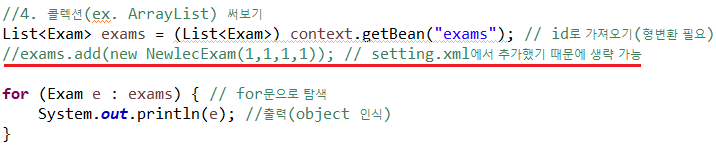 //4. 콜렉션(ex. ArrayList) 써보기
List<Exam> exams = (List<Exam>) context.getBean("exams"); // id로 가져오기(형변환 필요)
//exams.add(new NewlecExam(1,1,1,1)); // setting.xml에서 추가했기 때문에 생략 가능
for (Exam e : exams) { // for문으로 탐색
System.out.println(e); //출력(object 인식)
}